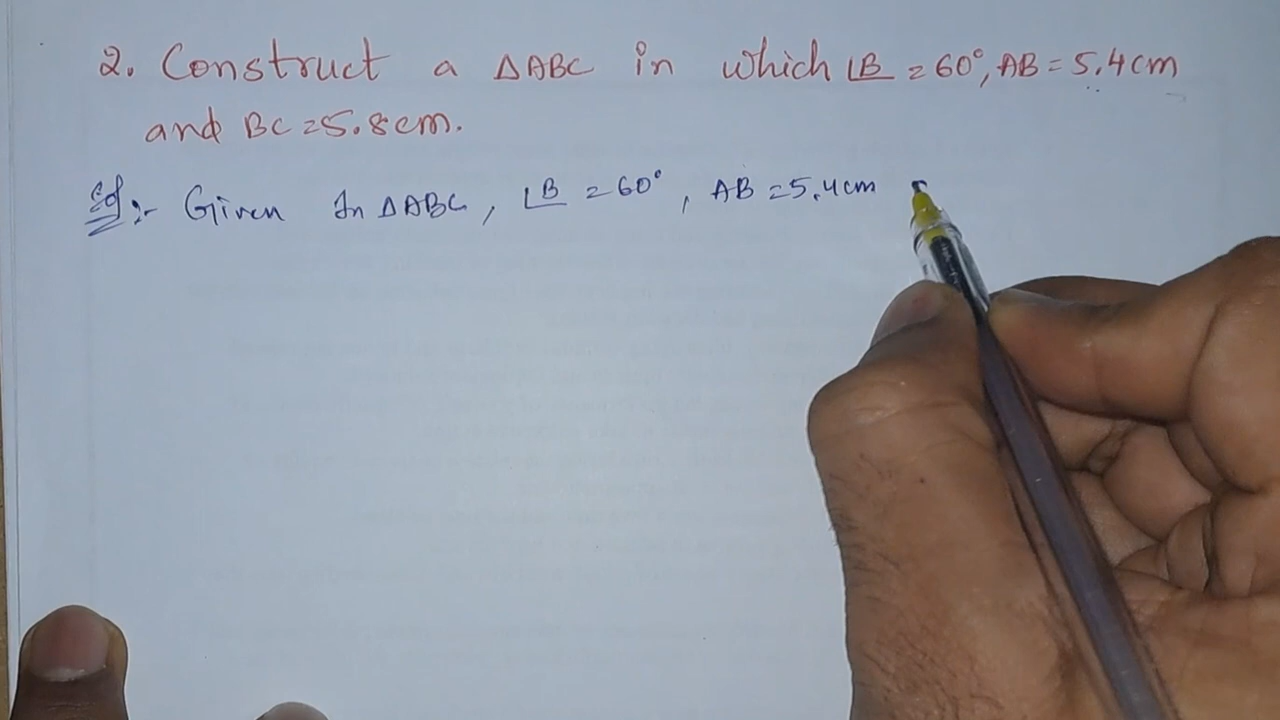 2. Construct a ΔABC in which ∠B = 60°, AB = 5.4cm
and BC = 5.8cm.
Sol:- Given In ΔABC, ∠B = 60°, AB = 5.4cm